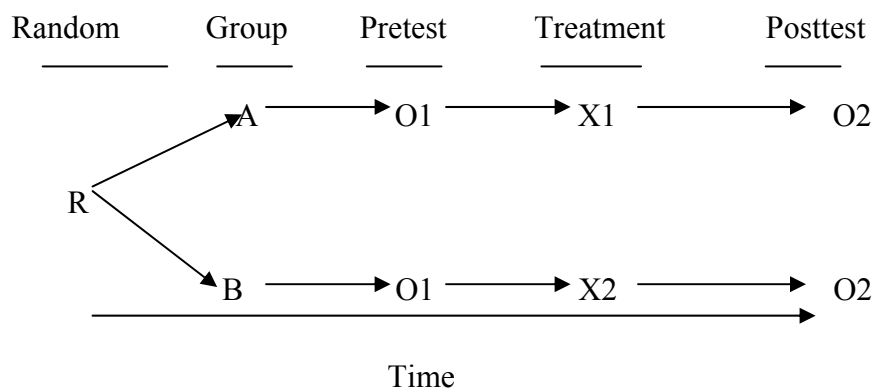 Random Group Pretest Treatment Posttest
A O1 X1 O2
R
B O1 X2 O2
Time